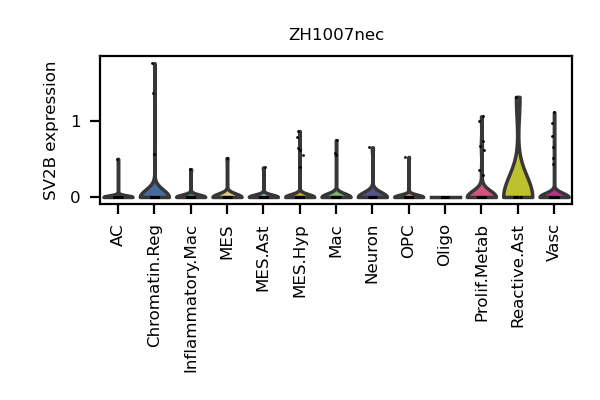 ZH1007nec
SV2B expression
1
0
AC
Chromatin.Reg
Inflammatory.Mac
MES
MES.Ast
MES.Hyp
Mac
Neuron
OPC
Oligo
Prolif.Metab
Reactive.Ast
Vasc